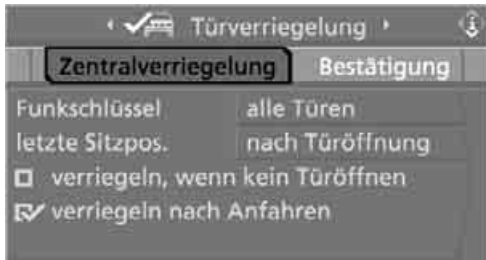 Türverriegelung
Zentralverriegelung Bestätigung
Funkschlüssel alle Türen
letzte Sitzpos. nach Türöffnung
verriegeln, wenn kein Türöffnen
verriegeln nach Anfahren